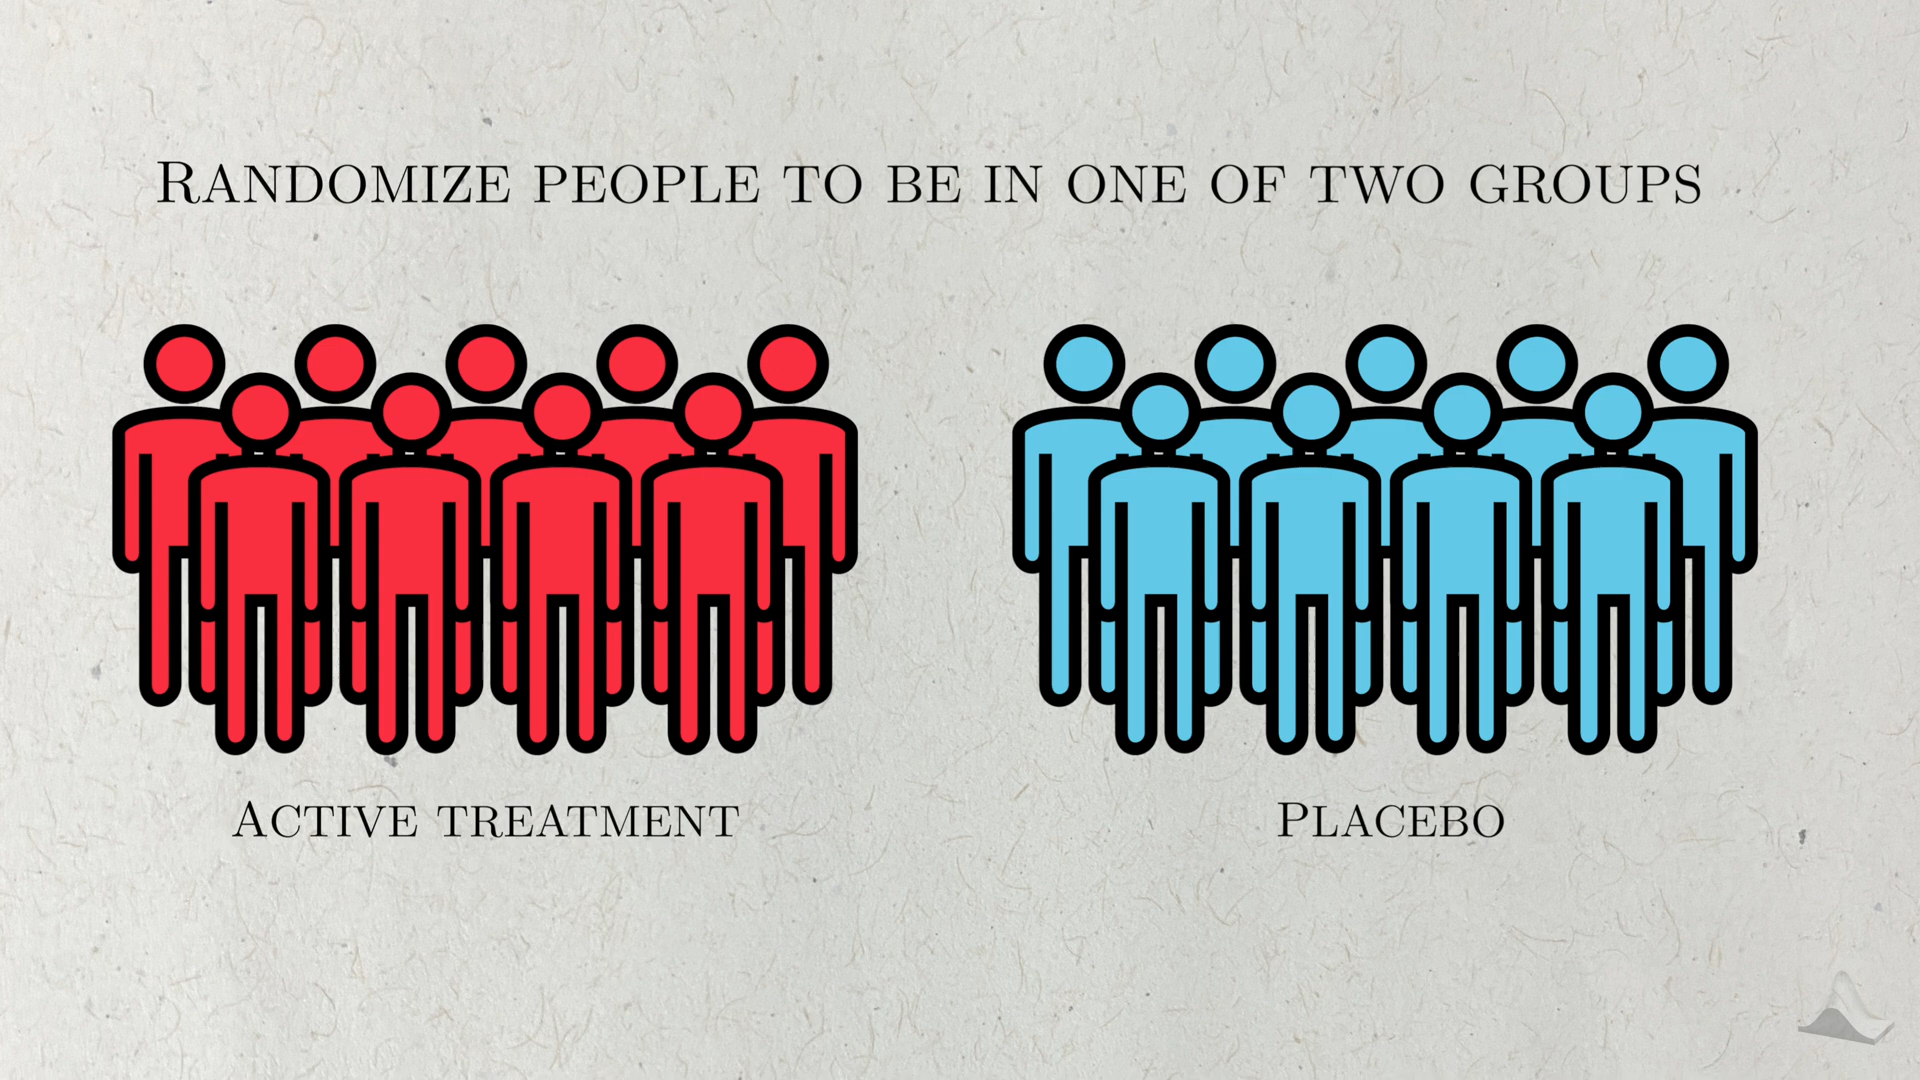 Randomize people to be in one of two groups
Active treatment
Placebo